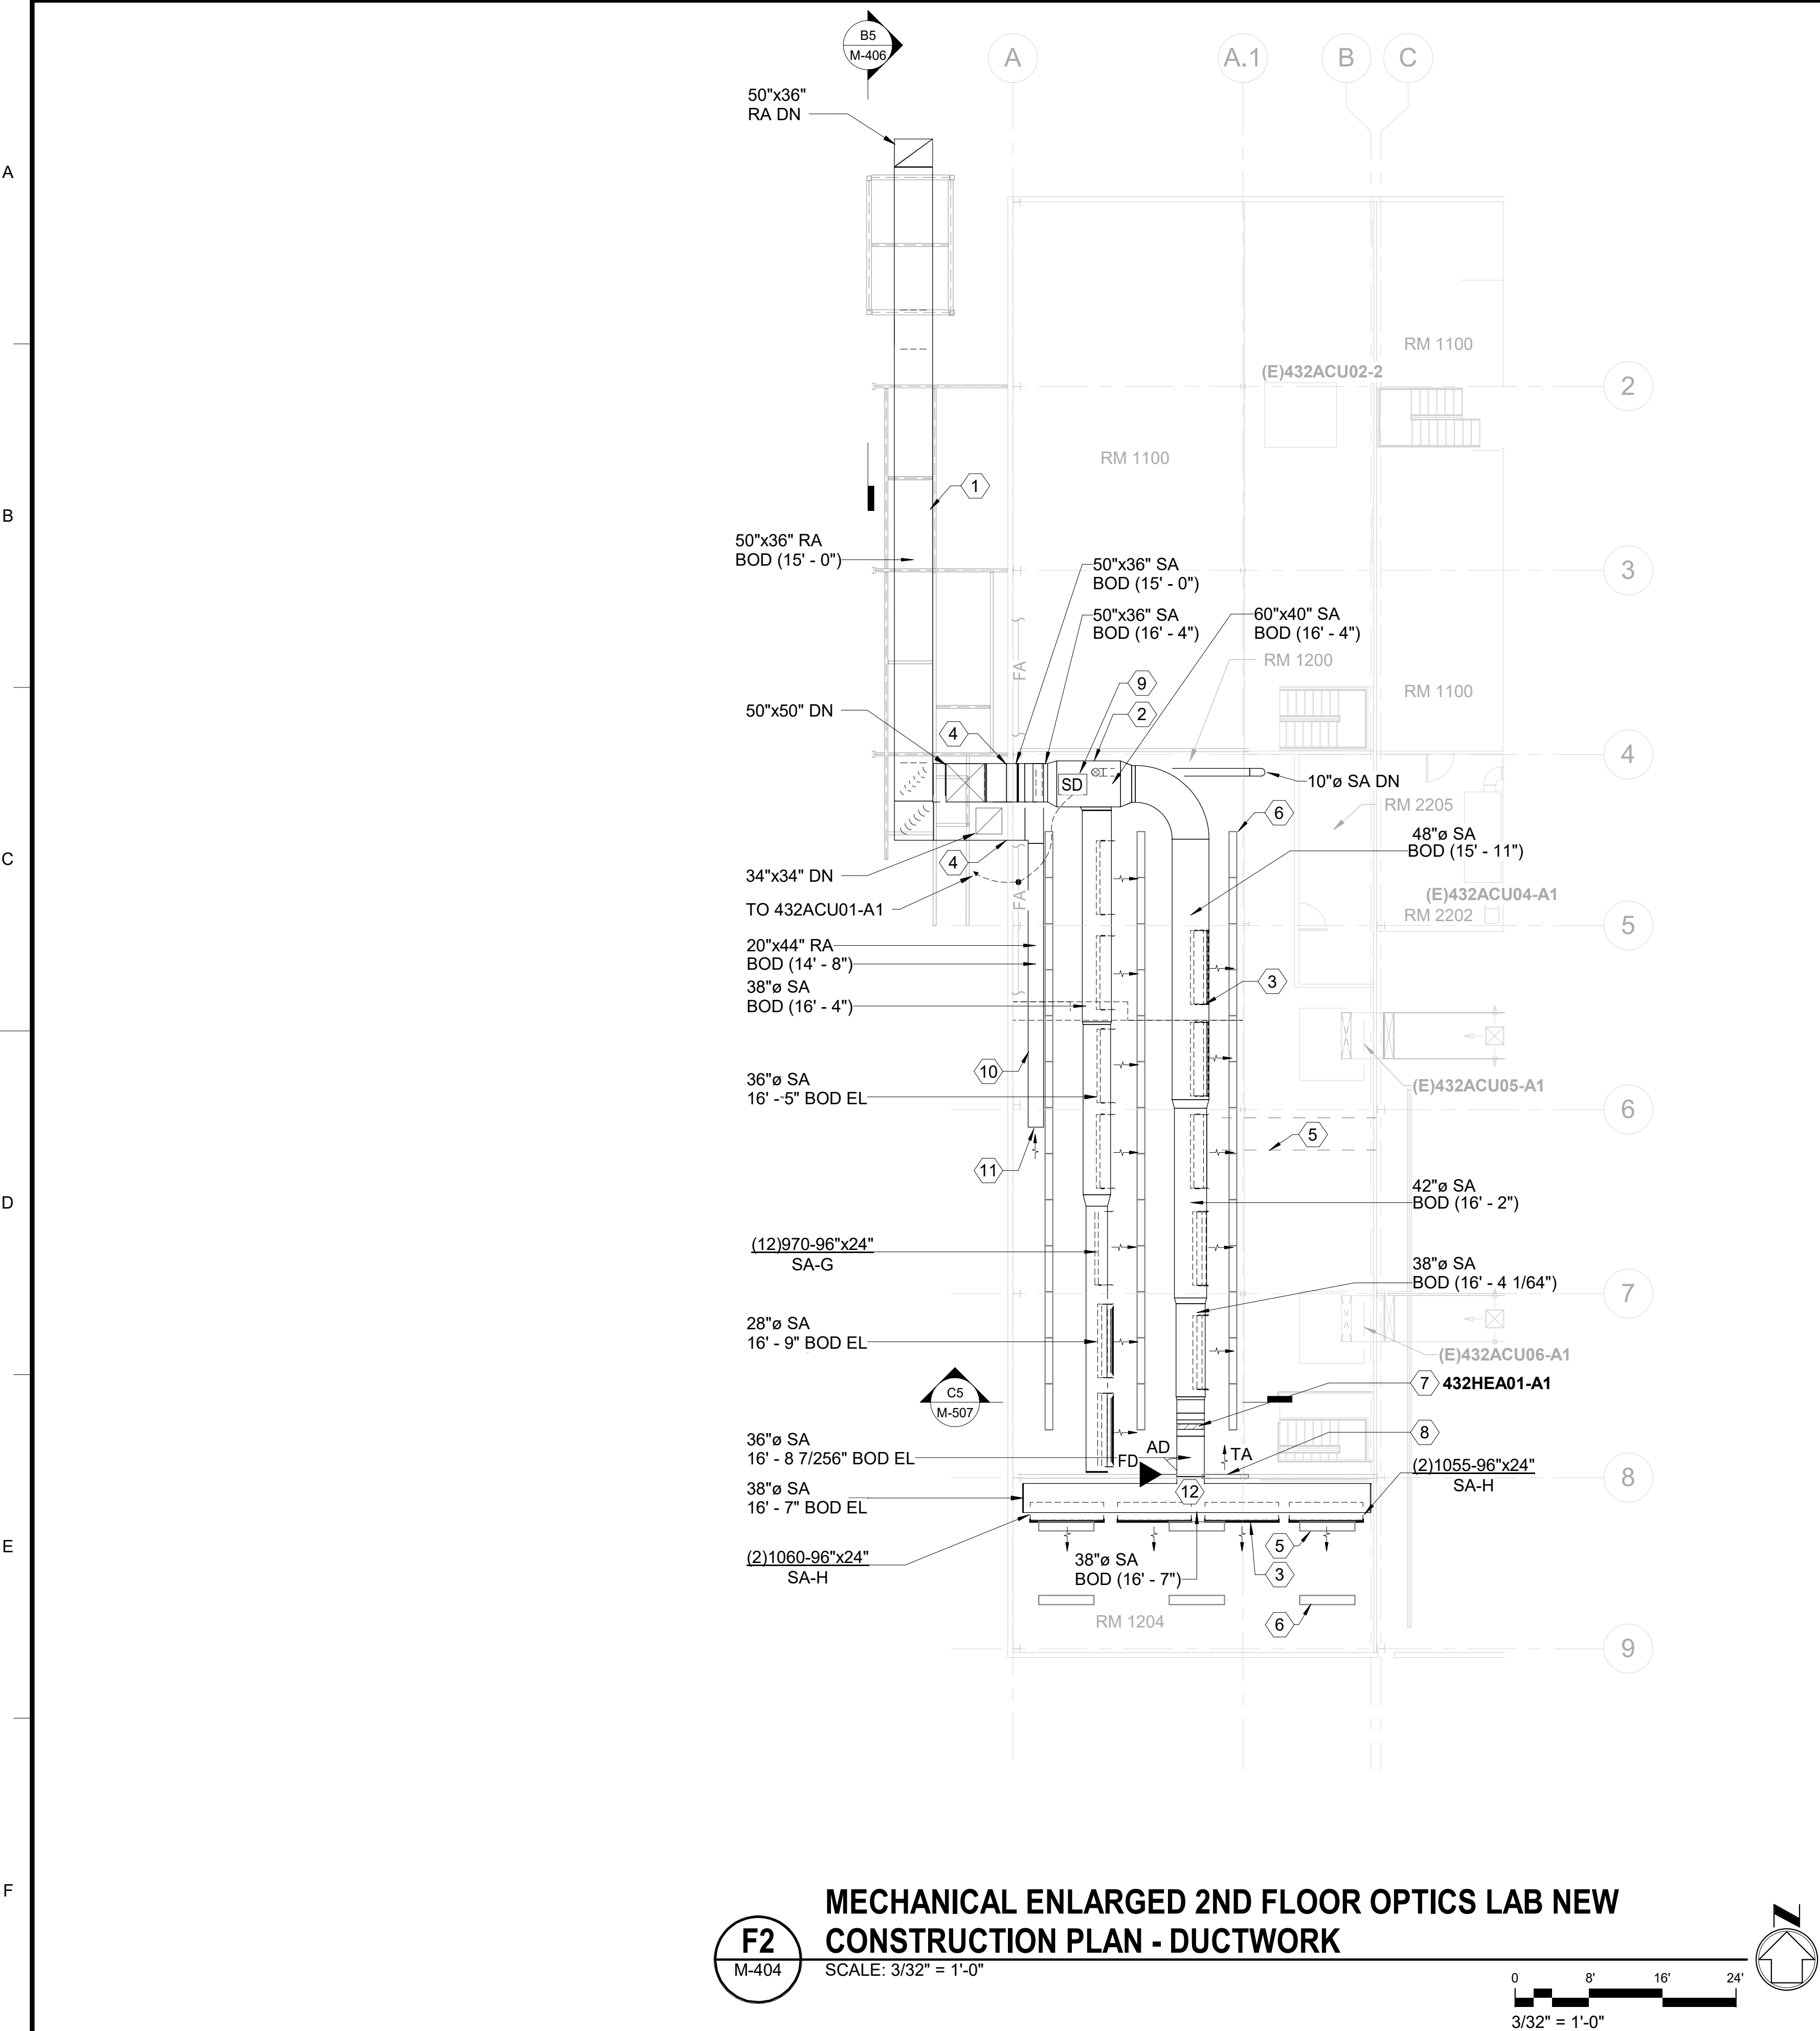 B5
M-406
A
A.1
B
C
50"x36"
RA DN
A
RM 1100
(E)432ACU02-2
2
RM 1100
1
B
50"x36" RA
BOD (15' - 0")
50"x36" SA
BOD (15' - 0")
3
50"x36" SA
BOD (16' - 4")
60"x40" SA
BOD (16' - 4")
FA
RM 1200
9
RM 1100
50"x50" DN
2
4
4
SD
10"ø SA DN
RM 2205
6
48"ø SA
BOD (15' - 11")
C
4
34"x34" DN
FA
(E)432ACU04-A1
TO 432ACU01-A1
RM 2202
5
20"x44" RA
BOD (14' - 8")
38"ø SA
BOD (16' - 4")
3
10
36"ø SA
16' - 5" BOD EL
(E)432ACU05-A1
6
5
11
D
42"ø SA
BOD (16' - 2")
(12)970-96"x24"
SA-G
38"ø SA
BOD (16' - 4 1/64")
7
28"ø SA
16' - 9" BOD EL
(E)432ACU06-A1
7 432HEA01-A1
C5
M-507
8
36"ø SA
16' - 8 7/256" BOD EL
AD
FD
TA
(2)1055-96"x24"
SA-H
8
38"ø SA
16' - 7" BOD EL
12
E
5
(2)1060-96"x24"
SA-H
38"ø SA
BOD (16' - 7")
3
RM 1204
6
9
F
MECHANICAL ENLARGED 2ND FLOOR OPTICS LAB NEW
CONSTRUCTION PLAN - DUCTWORK
F2
M-404
SCALE: 3/32" = 1'-0"
N
0 8' 16' 24'
3/32" = 1'-0"